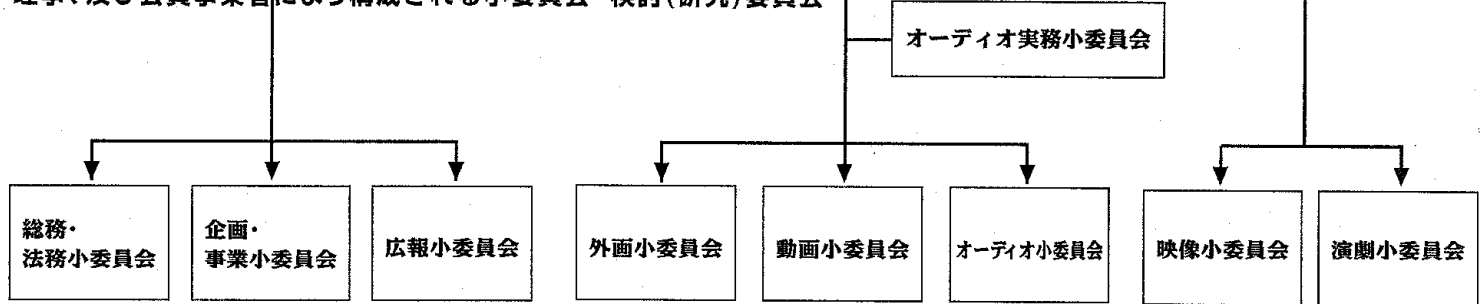 理事、及び会員事業者により構成される小委員会・検討(研究)委員会
オーディオ実務小委員会
総務・
法務小委員会
企画・
事業小委員会
広報小委員会
外画小委員会
動画小委員会
オーディオ小委員会
映像小委員会
演劇小委員会